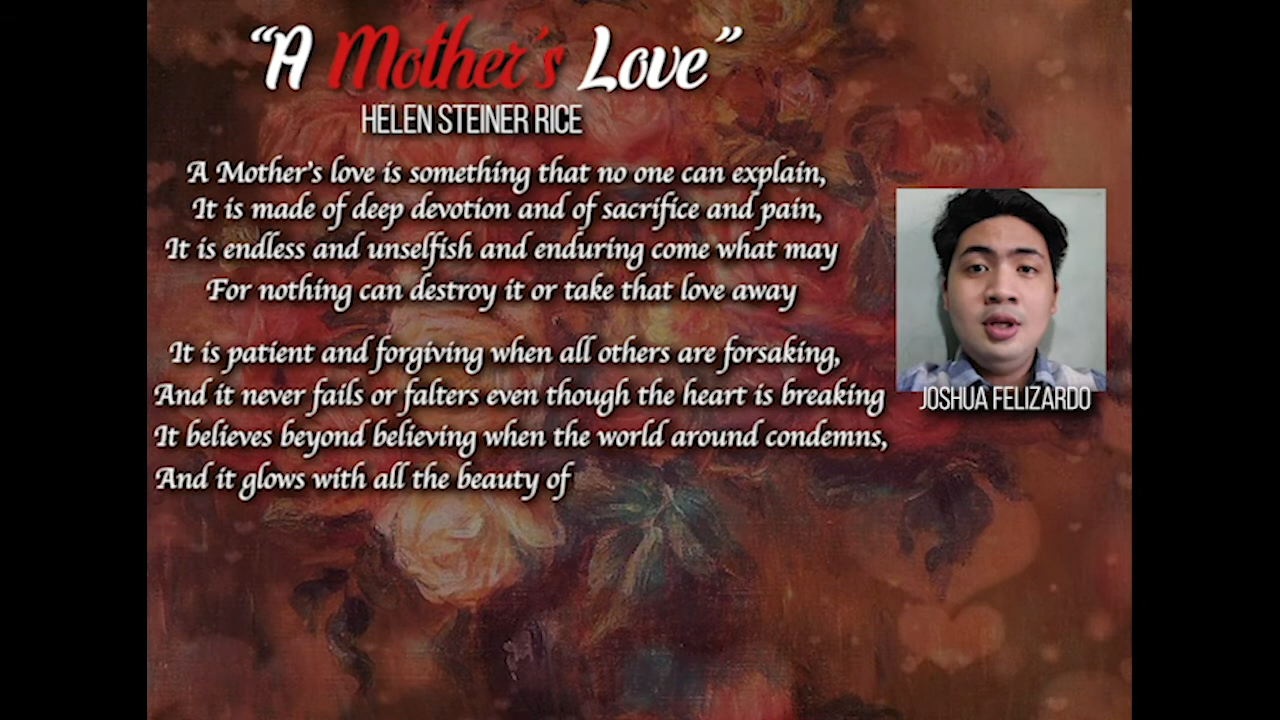 “A Mother's Love”
HELEN STEINER RICE
A Mother's love is something that no one can explain,
It is made of deep devotion and of sacrifice and pain,
It is endless and unselfish and enduring come what may
For nothing can destroy it or take that love away
It is patient and forgiving when all others are forsaking,
And it never fails or falters even though the heart is breaking
It believes beyond believing when the world around condemns,
And it glows with all the beauty of
JOSHUA FELIZARDO